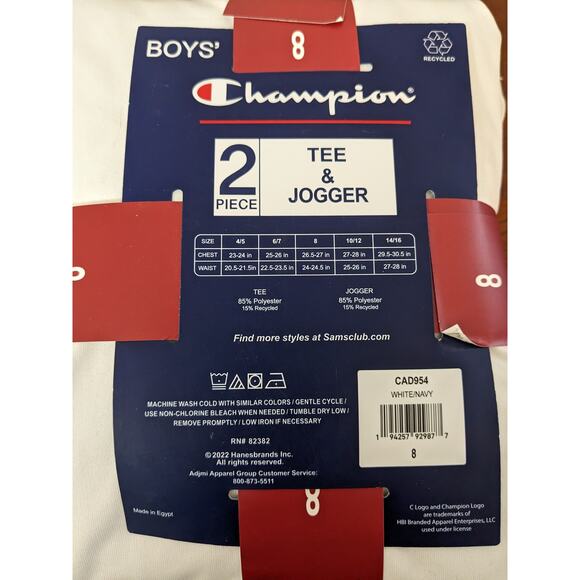 8
BOYS'
RECYCLED
Champion
2
PIECE
TEE
&
JOGGER
SIZE 4/5 6/7 8 10/12 14/16
CHEST 23-24 in 25-26 in 26.5-27 in 27-28 in 29.5-30.5 in
WAIST 20.5-21.5in 22.5-23.5 in 24-24.5 in 25-26 in 27-28 in
8
8
TEE
85% Polyester
15% Recycled
JOGGER
85% Polyester
15% Recycled
Find more styles at Samsclub.com
MACHINE WASH COLD WITH SIMILAR COLORS / GENTLE CYCLE /
USE NON-CHLORINE BLEACH WHEN NEEDED / TUMBLE DRY LOW /
REMOVE PROMPTLY / LOW IRON IF NECESSARY
RN# 82382
©2022 Hanesbrands Inc.
All rights reserved.
Adjmi Apparel Group Customer Service:
800-873-5511
CAD954
WHITE/NAVY
1 94257 92987 7
8
8
Made in Egypt
C Logo and Champion Logo
are trademarks of
HBI Branded Apparel Enterprises, LLC
used under license